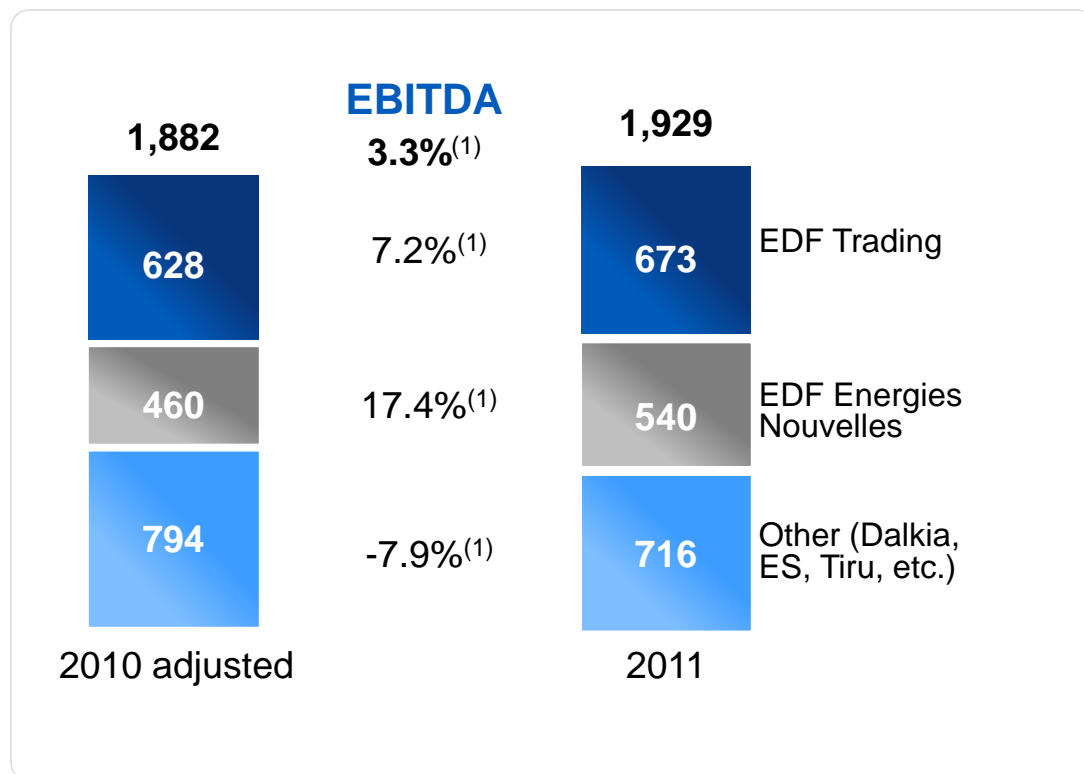 EBITDA
1,882
3.3%(1)
1,929
628
7.2%(1)
673
EDF Trading
460
17.4%(1)
540
EDF Energies
Nouvelles
794
-7.9%(1)
716
Other (Dalkia,
ES, Tiru, etc.)
2010 adjusted
2011